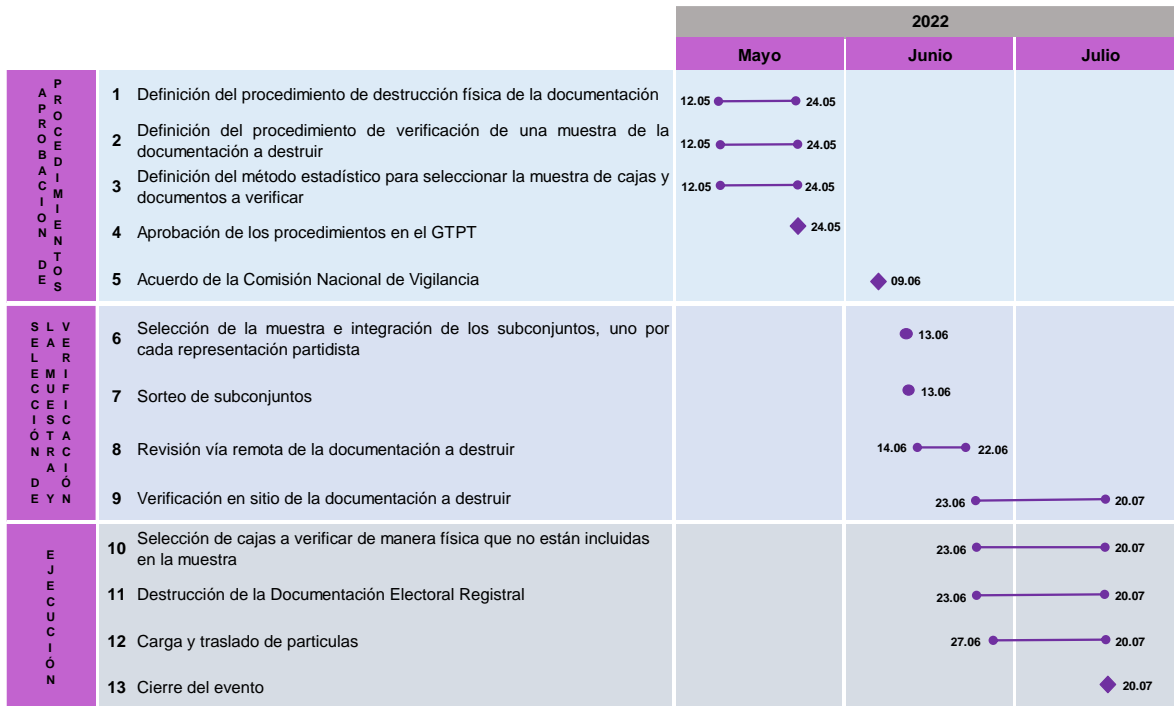 2022
Mayo
Junio
Julio
APROBACION DE
PROCEDIMIENTOS
1 Definición del procedimiento de destrucción física de la documentación
12.05 24.05
2 Definición del procedimiento de verificación de una muestra de la
documentación a destruir
12.05 24.05
3 Definición del método estadístico para seleccionar la muestra de cajas y
documentos a verificar
12.05 24.05
4 Aprobación de los procedimientos en el GTPT
24.05
5 Acuerdo de la Comisión Nacional de Vigilancia
09.06
SELECCIÓN DE
LA MUESTRA Y
VERIFICACIÓN
6 Selección de la muestra e integración de los subconjuntos, uno por
cada representación partidista
13.06
7 Sorteo de subconjuntos
13.06
8 Revisión vía remota de la documentación a destruir
14.06 22.06
9 Verificación en sitio de la documentación a destruir
23.06 20.07
EJECUCIÓN
10 Selección de cajas a verificar de manera física que no están incluidas
en la muestra
23.06 20.07
11 Destrucción de la Documentación Electoral Registral
23.06 20.07
12 Carga y traslado de particulas
27.06 20.07
13 Cierre del evento
20.07